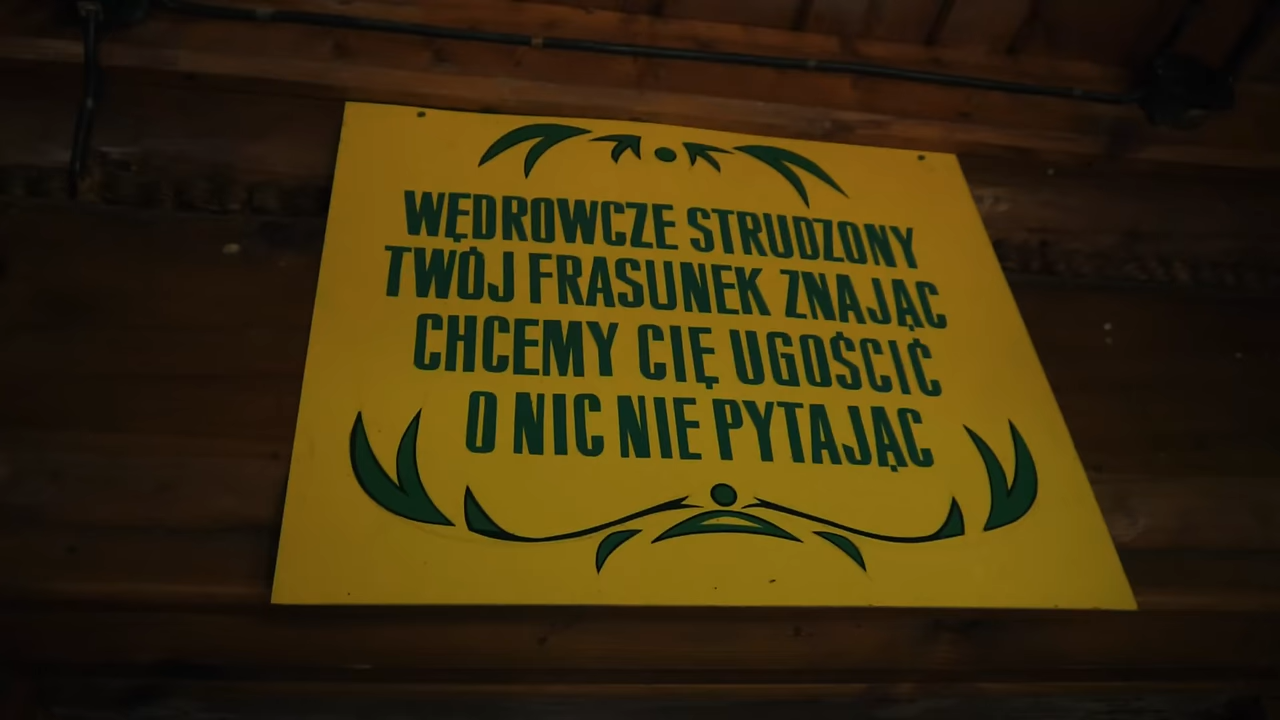 WĘDROWCZE STRUDZONY
TWÓJ FRASUNEK ZNAJĄC
CHCEMY CIĘ UGOŚCIĆ
O NIC NIE PYTAJĄC